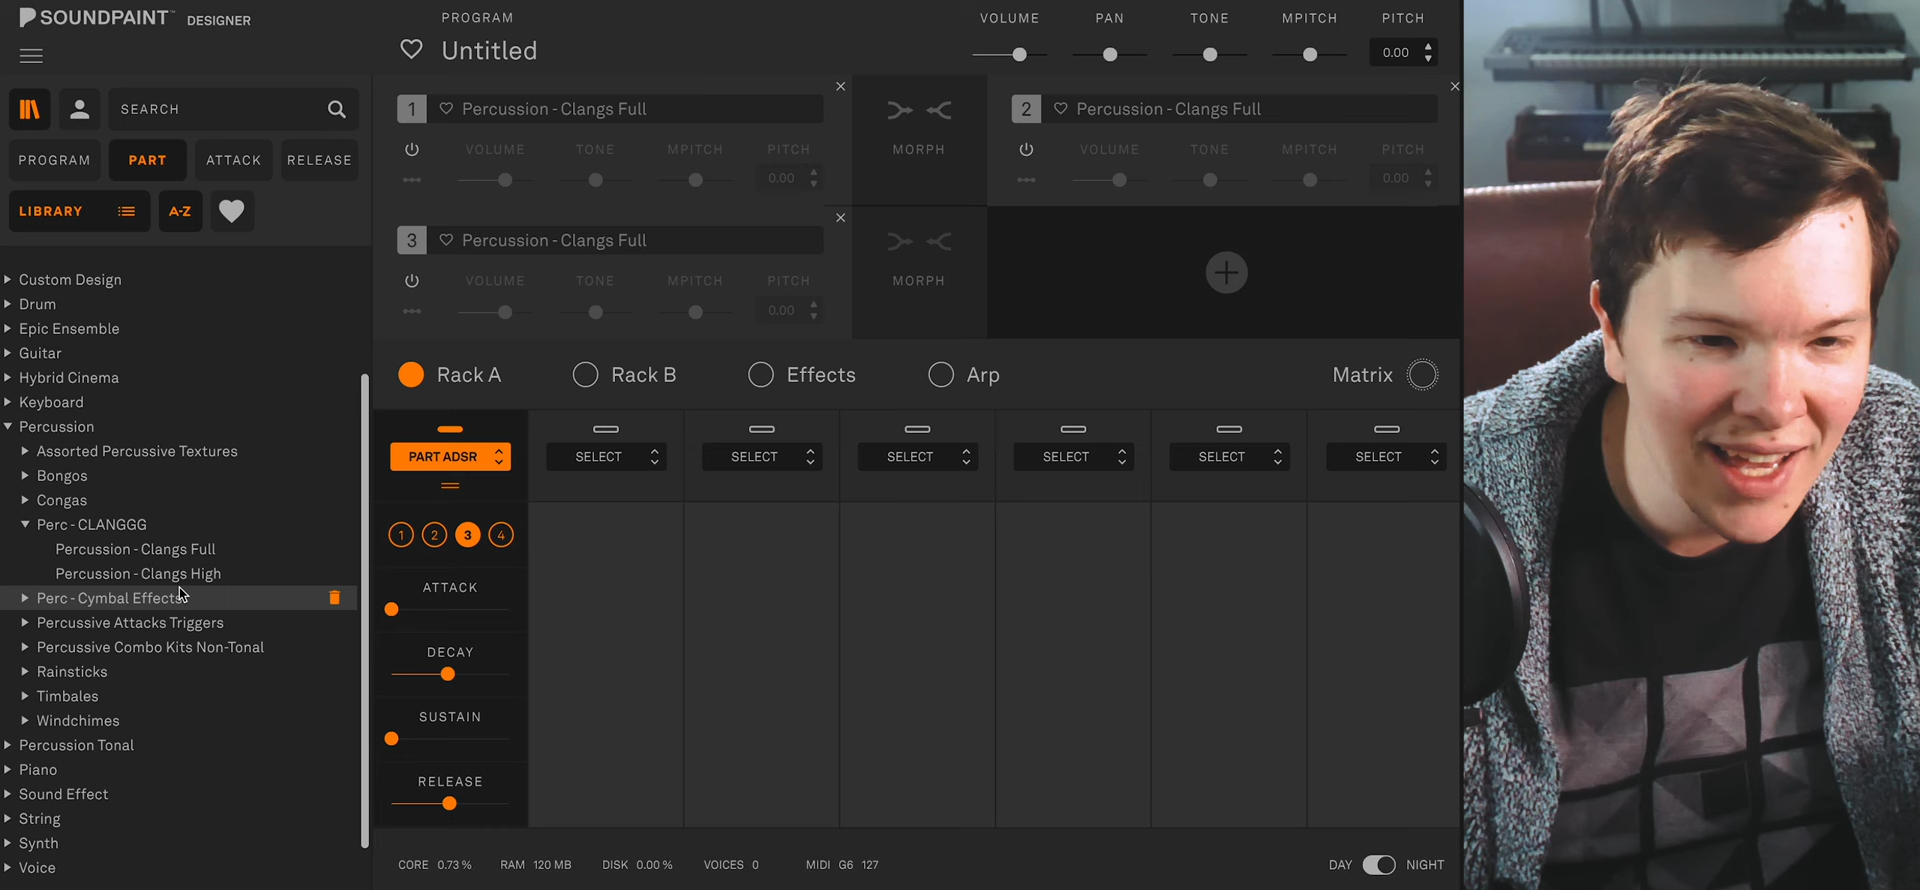 SOUNDPAINT™ DESIGNER
PROGRAM
Untitled
VOLUME PAN TONE MPITCH PITCH
0.00
SEARCH
PROGRAM PART ATTACK RELEASE
LIBRARY A-Z
1 Percussion - Clangs Full
VOLUME TONE MPITCH PITCH
0.00
MORPH
2 Percussion - Clangs Full
VOLUME TONE MPITCH PITCH
0.00
3 Percussion - Clangs Full
VOLUME TONE MPITCH PITCH
0.00
MORPH
Custom Design
Drum
Epic Ensemble
Guitar
Hybrid Cinema
Keyboard
Percussion
Assorted Percussive Textures
Bongos
Congas
Perc - CLANGGG
Percussion - Clangs Full
Percussion - Clangs High
Perc - Cymbal Effects
Percussive Attacks Triggers
Percussive Combo Kits Non-Tonal
Rainsticks
Timbales
Windchimes
Percussion Tonal
Piano
Sound Effect
String
Synth
Voice
Rack A Rack B Effects Arp Matrix
PART ADSR SELECT SELECT SELECT SELECT SELECT SELECT
1 2 3 4
ATTACK
DECAY
SUSTAIN
RELEASE
CORE 0.73 % RAM 120 MB DISK 0.00 % VOICES 0 MIDI G6 127 DAY NIGHT